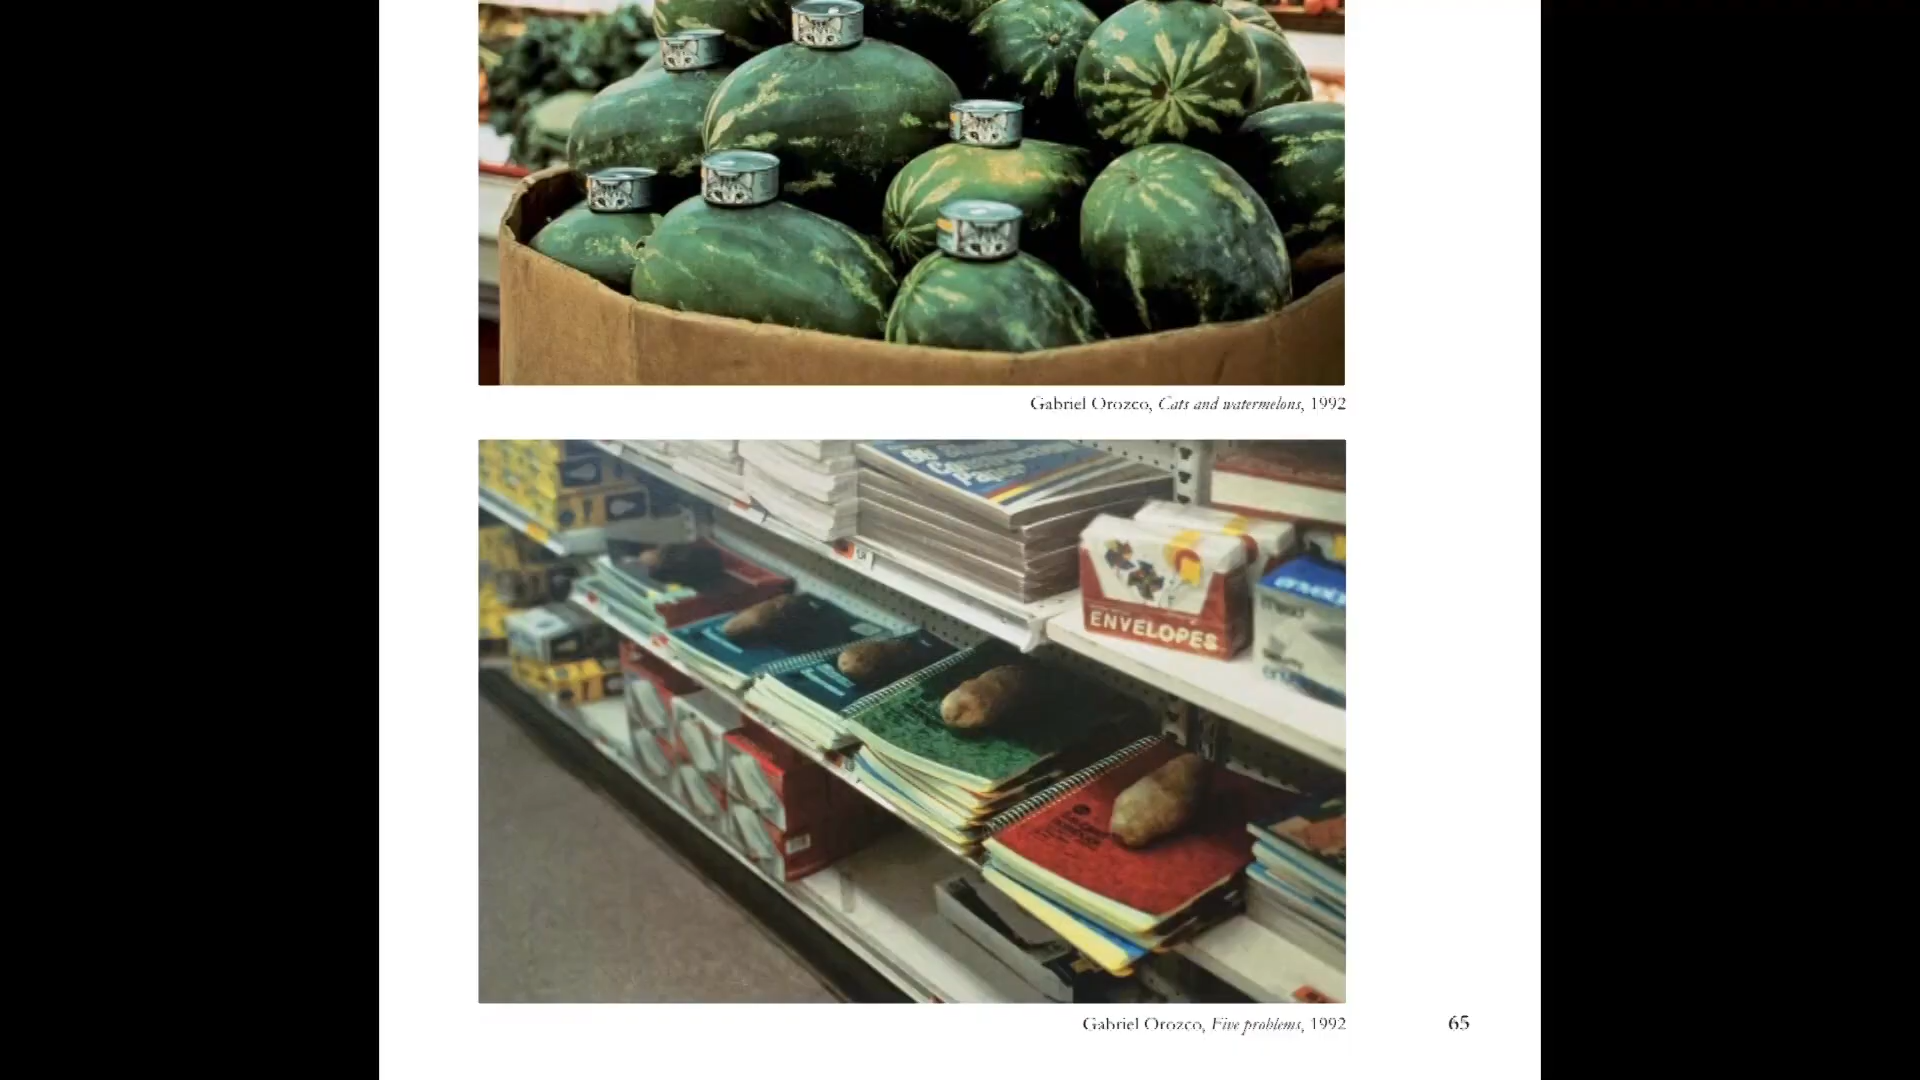 Gabriel Orozco, Cats and watermelons, 1992
ENVELOPES
Gabriel Orozco, Five problems, 1992
65